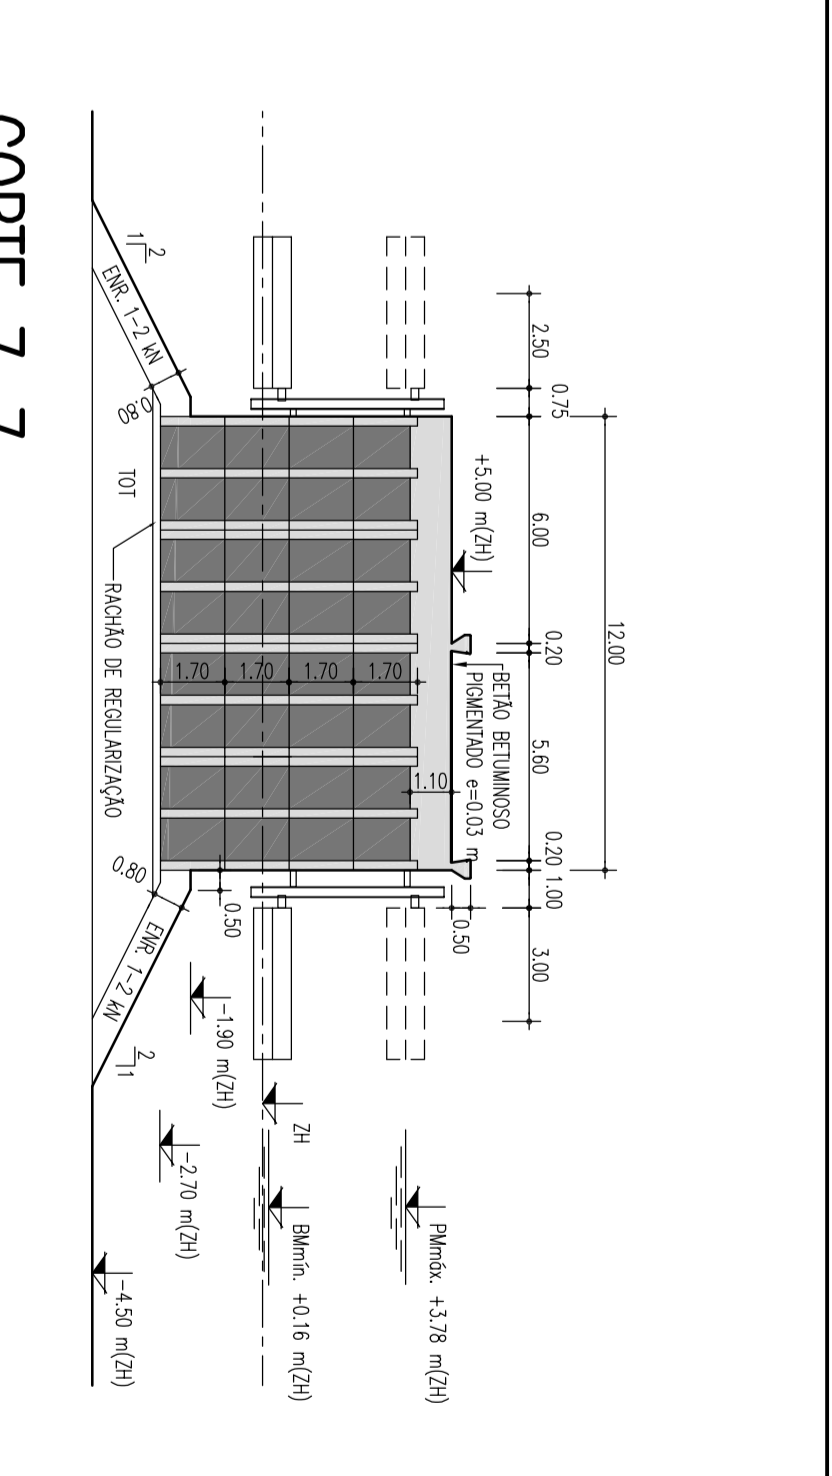 12.00
2.50
0.75
6.00
0.20
5.60
0.20
1.00
3.00
+5.00 m(ZH)
BETÃO BETUMINOSO
PIGMENTADO e=0.03 m
1.10
0.50
PMmáx. +3.78 m(ZH)
1.70
1.70
1.70
1.70
ZH
BMmín. +0.16 m(ZH)
0.50
-1.90 m(ZH)
-2.70 m(ZH)
-4.50 m(ZH)
2
1
ENR. 1-2 kN
0.80
TOT
RACHÃO DE REGULARIZAÇÃO
0.80
ENR. 1-2 kN
2
1